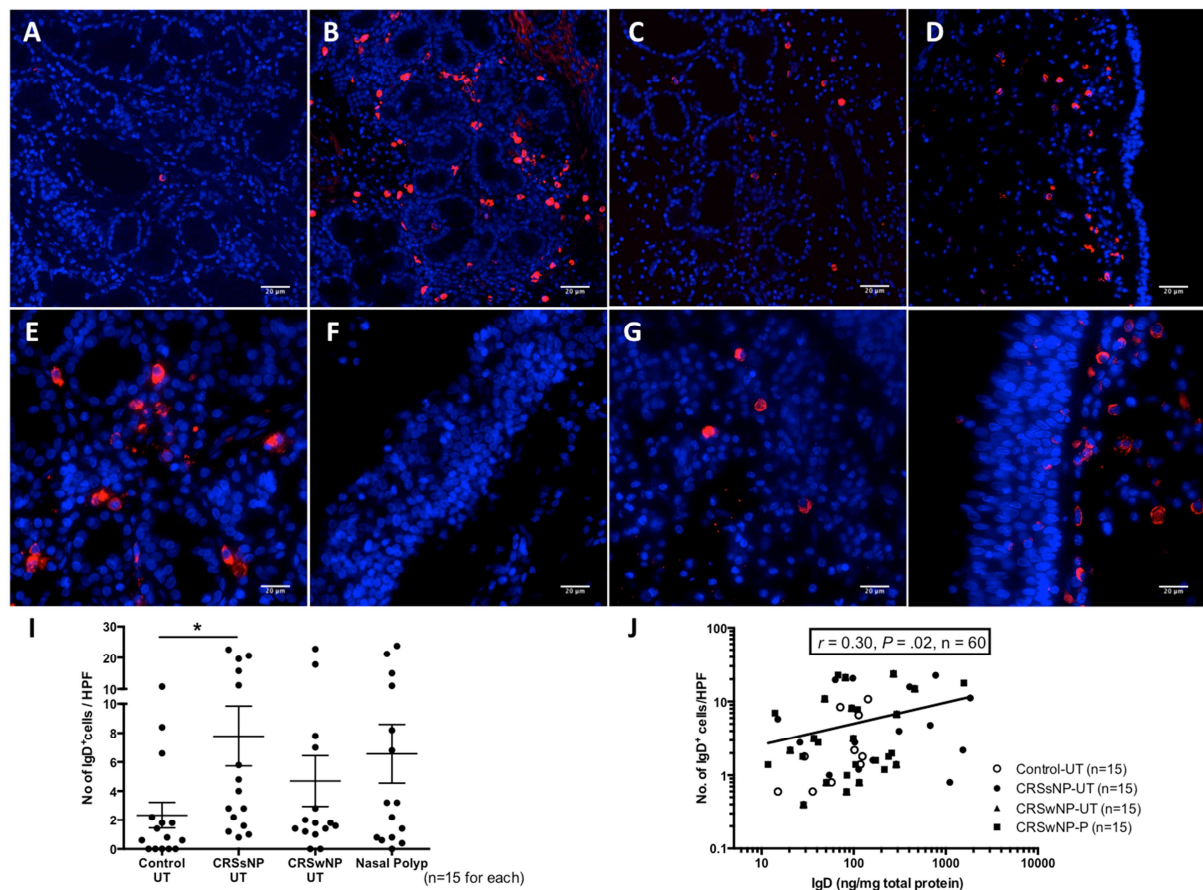 A B C D
20 µm 20 µm 20 µm 20 µm
E F G
20 µm 20 µm 20 µm 20 µm
I
No of IgD+cells / HPF
30
20
10
8
6
4
2
0
*
Control UT
CRSsNP UT
CRSwNP UT
Nasal Polyp
(n=15 for each)
J
r = 0.30, P = .02, n = 60
No. of IgD+ cells/HPF
100
10
1
0.1
10 100 1000 10000
IgD (ng/mg total protein)
Control-UT (n=15)
CRSsNP-UT (n=15)
CRSwNP-UT (n=15)
CRSwNP-P (n=15)